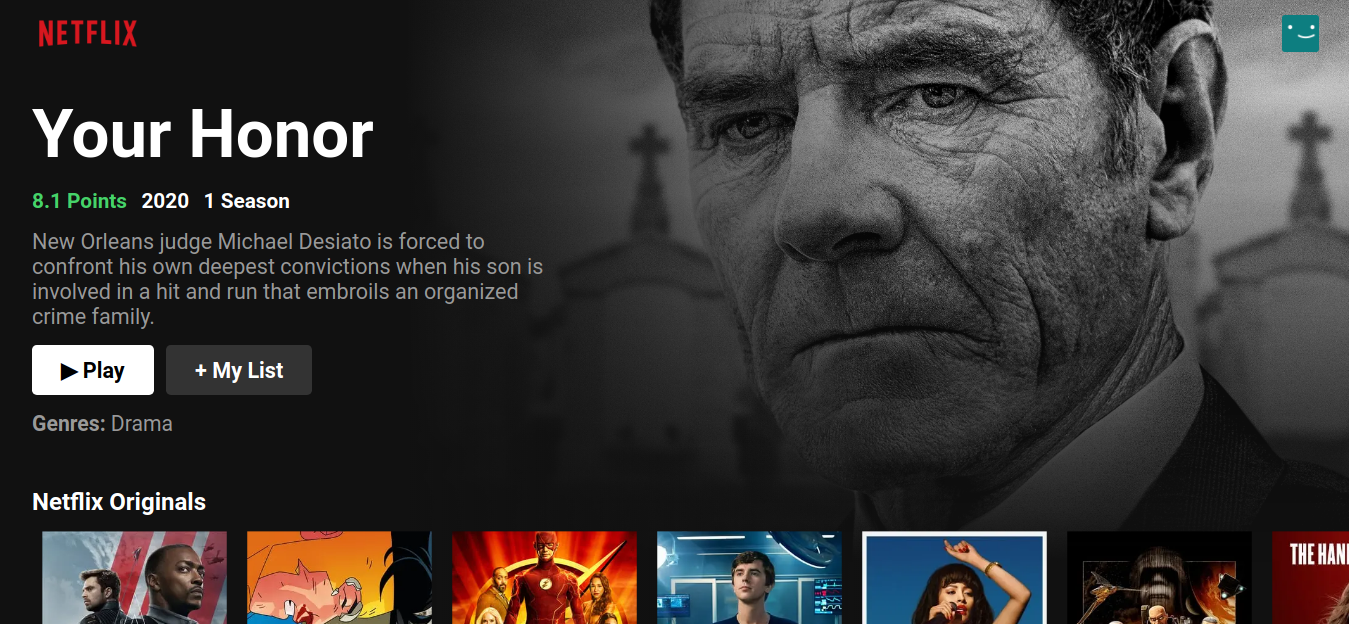 NETFLIX
Your Honor
8.1 Points 2020 1 Season
New Orleans judge Michael Desiato is forced to
confront his own deepest convictions when his son is
involved in a hit and run that embroils an organized
crime family.
▶ Play + My List
Genres: Drama
Netflix Originals
THE